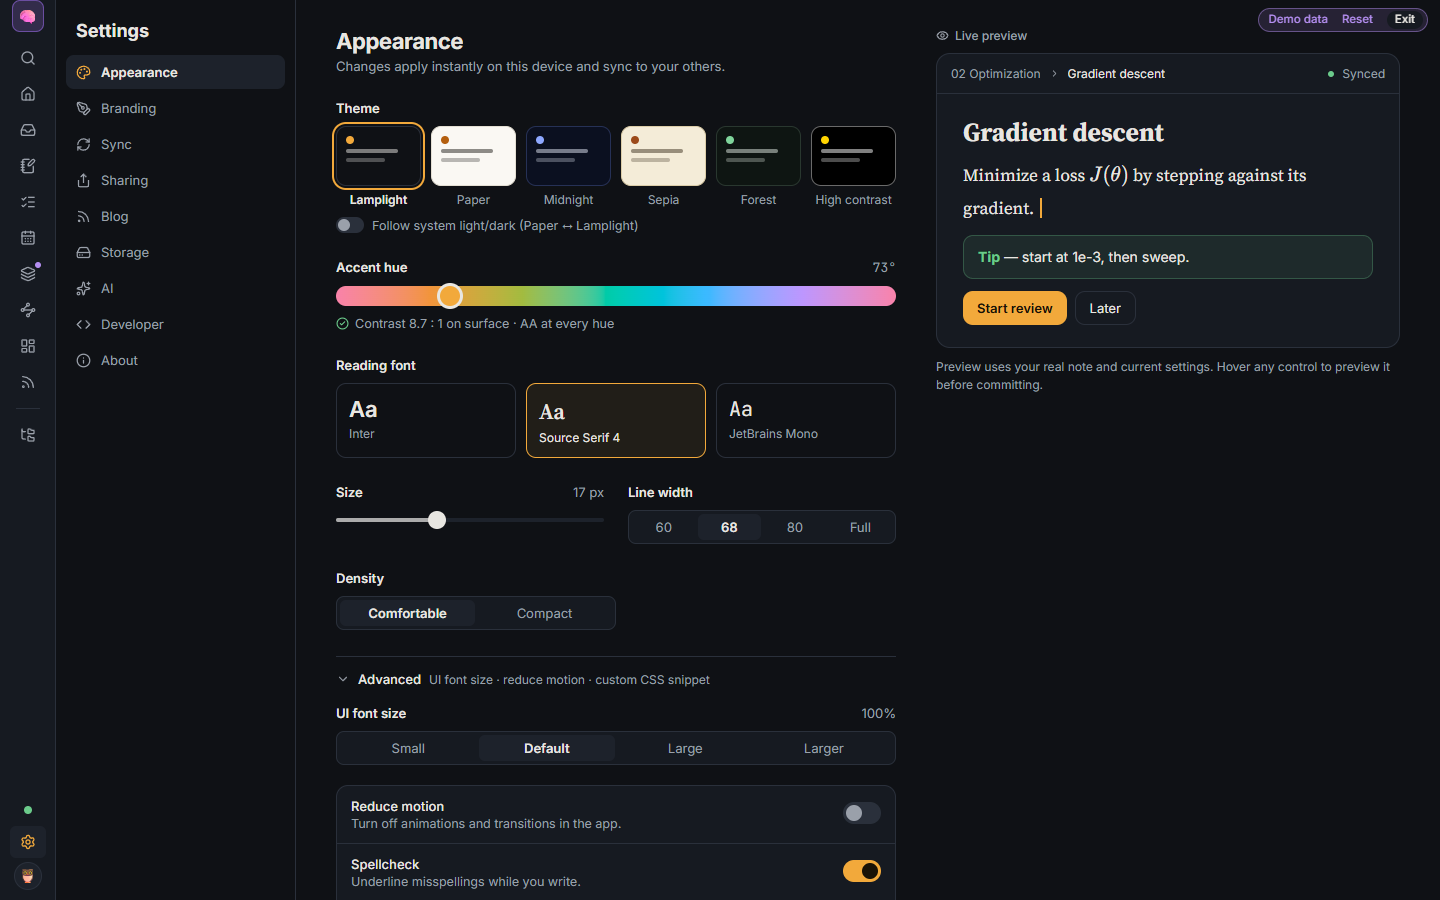 Settings
Appearance
Branding
Sync
Sharing
Blog
Storage
AI
Developer
About
Appearance
Changes apply instantly on this device and sync to your others.
Theme
Lamplight
Paper
Midnight
Sepia
Forest
High contrast
Follow system light/dark (Paper ↔ Lamplight)
Accent hue
73°
Contrast 8.7 : 1 on surface · AA at every hue
Reading font
Aa
Inter
Aa
Source Serif 4
Aa
JetBrains Mono
Size
17 px
Line width
60
68
80
Full
Density
Comfortable
Compact
Advanced UI font size · reduce motion · custom CSS snippet
UI font size
100%
Small
Default
Large
Larger
Reduce motion
Turn off animations and transitions in the app.
Spellcheck
Underline misspellings while you write.
Demo data
Reset
Exit
Live preview
02 Optimization › Gradient descent
Synced
Gradient descent
Minimize a loss J(θ) by stepping against its
gradient.
Tip — start at 1e-3, then sweep.
Start review
Later
Preview uses your real note and current settings. Hover any control to preview it
before committing.